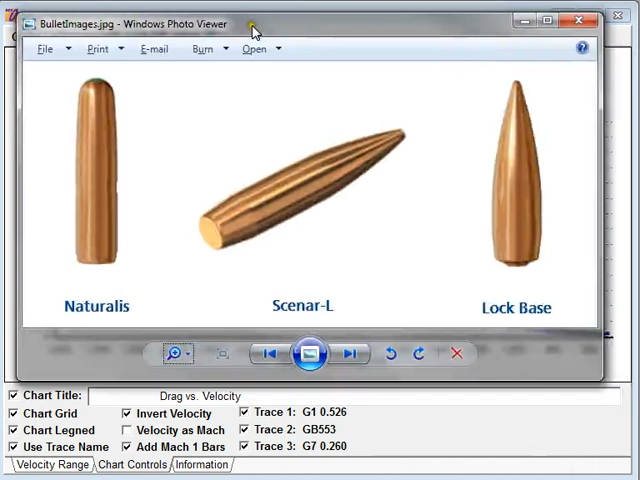 BulletImages.jpg - Windows Photo Viewer
File Print E-mail Burn Open
Naturalis
Scenar-L
Lock Base
Chart Title: Drag vs. Velocity
Chart Grid Invert Velocity Trace 1: G1 0.526
Chart Legned Velocity as Mach Trace 2: GB553
Use Trace Name Add Mach 1 Bars Trace 3: G7 0.260
Velocity Range Chart Controls Information